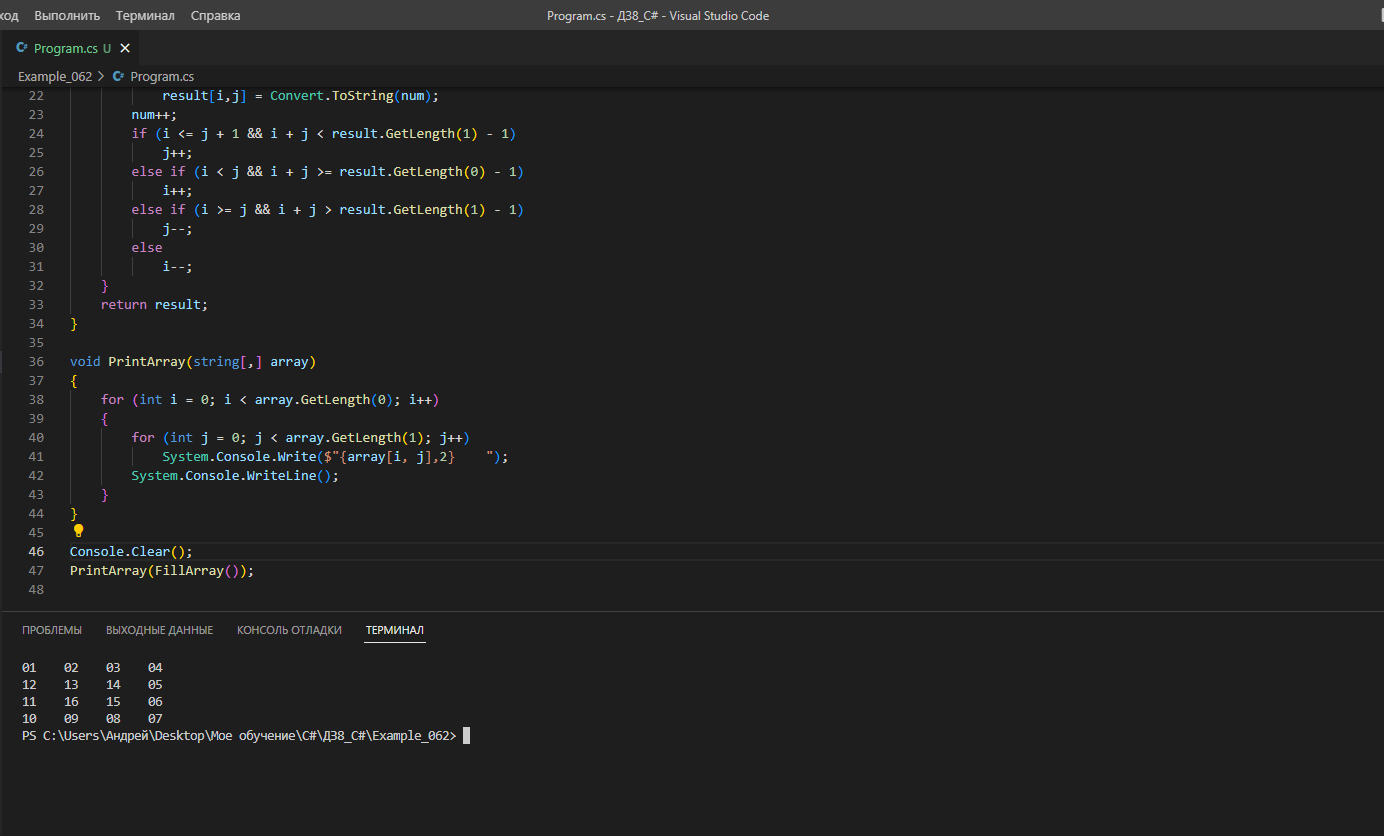 ход Выполнить Терминал Справка Program.cs - ДЗ8_C# - Visual Studio Code
Program.cs U
Example_062 > Program.cs
22 result[i,j] = Convert.ToString(num);
23 num++;
24 if (i <= j + 1 && i + j < result.GetLength(1) - 1)
25 j++;
26 else if (i < j && i + j >= result.GetLength(0) - 1)
27 i++;
28 else if (i >= j && i + j > result.GetLength(1) - 1)
29 j--;
30 else
31 i--;
32 }
33 return result;
34 }
35
36 void PrintArray(string[,] array)
37 {
38 for (int i = 0; i < array.GetLength(0); i++)
39 {
40 for (int j = 0; j < array.GetLength(1); j++)
41 System.Console.Write($"{array[i, j],2}    ");
42 System.Console.WriteLine();
43 }
44 }
45
46 Console.Clear();
47 PrintArray(FillArray());
48
ПРОБЛЕМЫ ВЫХОДНЫЕ ДАННЫЕ КОНСОЛЬ ОТЛАДКИ ТЕРМИНАЛ
01 02 03 04
12 13 14 05
11 16 15 06
10 09 08 07
PS C:\Users\Андрей\Desktop\Мое обучение\C#\ДЗ8_C#\Example_062>